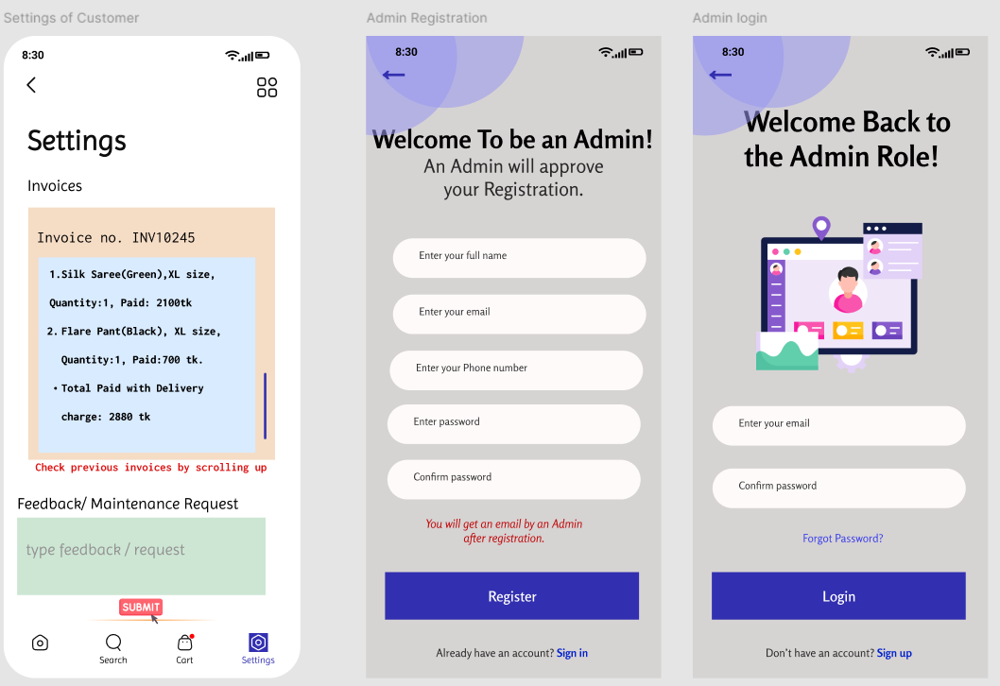 Settings of Customer
8:30
Settings
Invoices
Invoice no. INV10245
1.Silk Saree(Green),XL size,
Quantity:1, Paid: 2100tk
2. Flare Pant(Black), XL size,
Quantity:1, Paid:700 tk.
• Total Paid with Delivery
charge: 2880 tk
Check previous invoices by scrolling up
Feedback/ Maintenance Request
type feedback / request
SUBMIT
Search
Cart
Settings
Admin Registration
8:30
Welcome To be an Admin!
An Admin will approve
your Registration.
Enter your full name
Enter your email
Enter your Phone number
Enter password
Confirm password
You will get an email by an Admin
after registration.
Register
Already have an account? Sign in
Admin login
8:30
Welcome Back to
the Admin Role!
Enter your email
Confirm password
Forgot Password?
Login
Don't have an account? Sign up